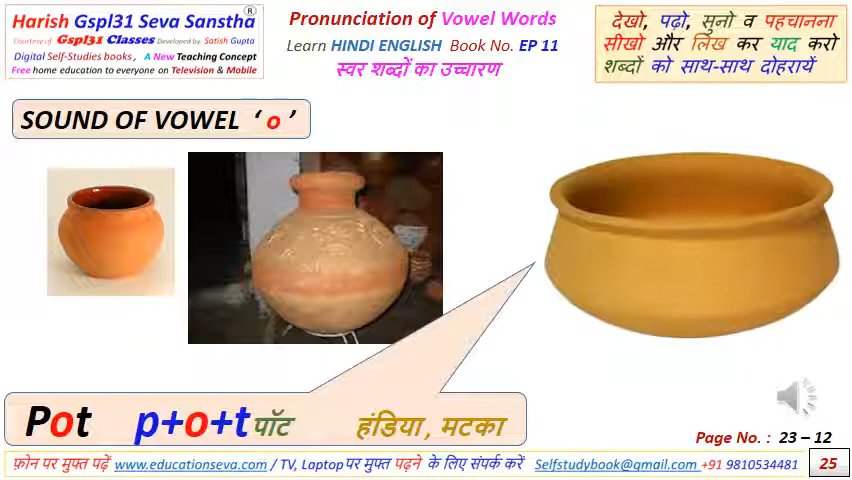 Harish Gspl31 Seva Sanstha®
Courtesy of Gspl31 Classes Developed by Satish Gupta
Digital Self-Studies books, A New Teaching Concept
Free home education to everyone on Television & Mobile
Pronunciation of Vowel Words
Learn HINDI ENGLISH Book No. EP 11
स्वर शब्दों का उच्चारण
देखो, पढ़ो, सुनो व पहचानना
सीखो और लिख कर याद करो
शब्दों को साथ-साथ दोहरायें
SOUND OF VOWEL ‘ o ’
Pot p+o+t पॉट हंडिया , मटका
Page No. : 23 – 12
फ़ोन पर मुफ्त पढ़ें www.educationseva.com / TV, Laptop पर मुफ्त पढ़ने के लिए संपर्क करें Selfstudybook@gmail.com +91 9810534481 25